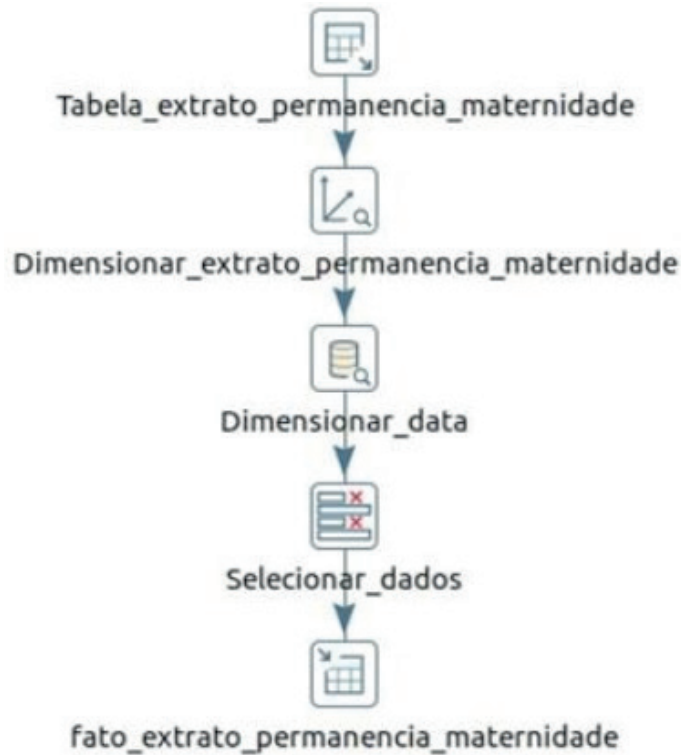 Tabela_extrato_permanencia_maternidade
Dimensionar_extrato_permanencia_maternidade
Dimensionar_data
Selecionar_dados
fato_extrato_permanencia_maternidade